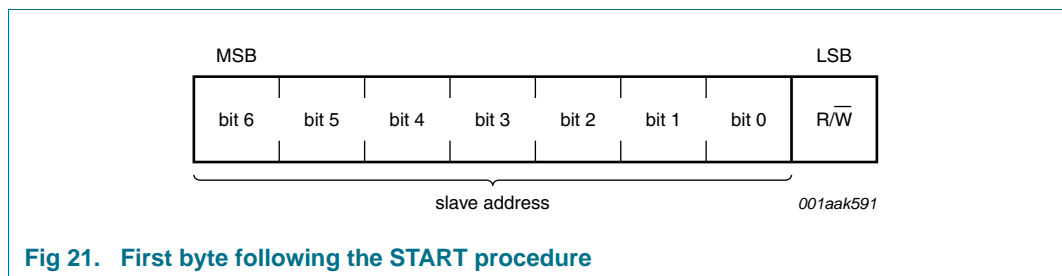 MSB LSB
bit 6 bit 5 bit 4 bit 3 bit 2 bit 1 bit 0 R/W̅
slave address 001aak591
Fig 21. First byte following the START procedure